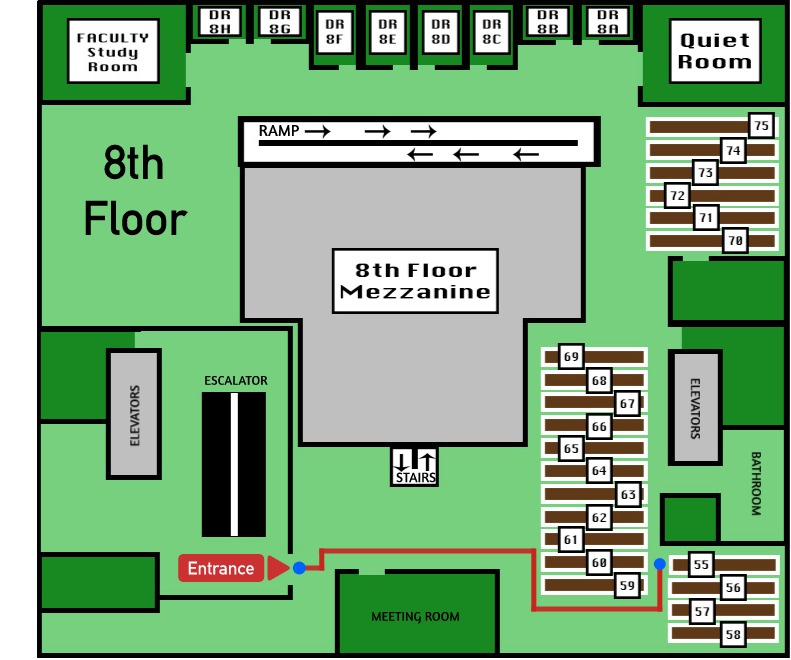 FACULTY
Study
Room
DR
8H
DR
8G
DR
8F
DR
8E
DR
8D
DR
8C
DR
8B
DR
8A
Quiet
Room
8th
Floor
RAMP
75
74
73
72
71
70
8th Floor
Mezzanine
69
68
67
66
65
64
63
62
61
60
59
ELEVATORS
ESCALATOR
ELEVATORS
BATHROOM
STAIRS
Entrance
MEETING ROOM
55
56
57
58